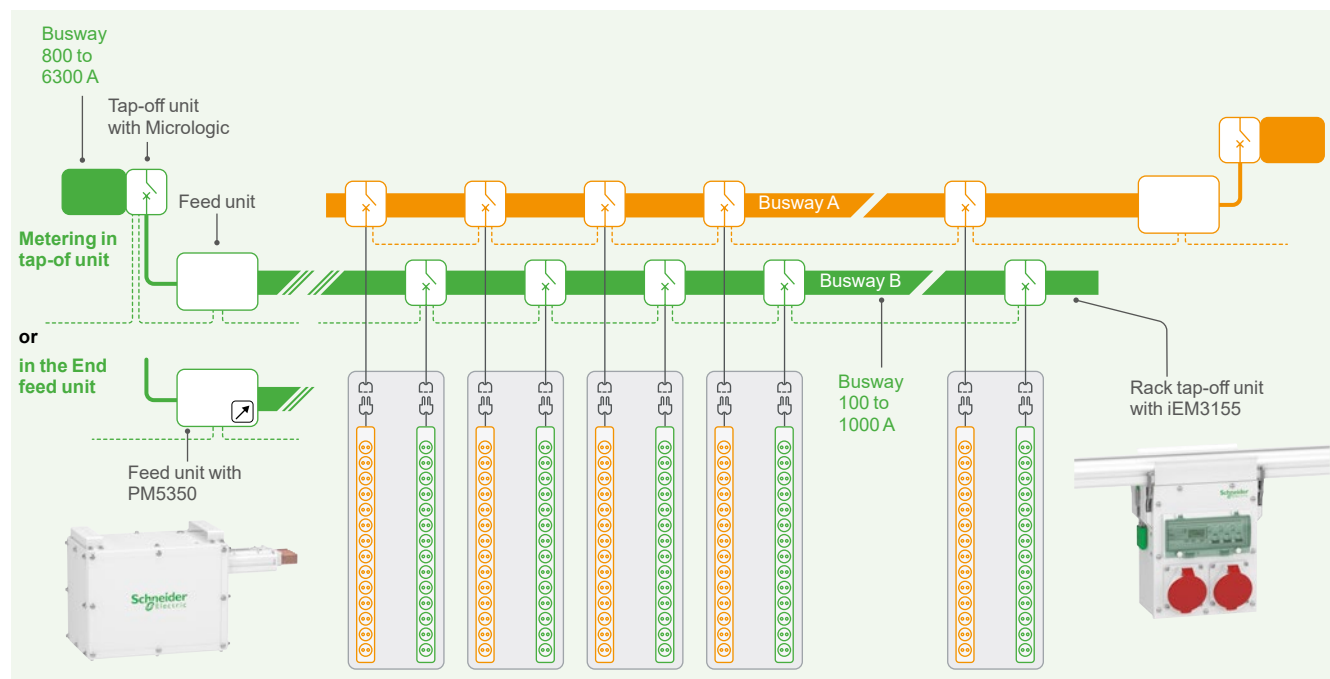 Busway
800 to
6300 A
Tap-off unit
with Micrologic
Feed unit
Metering in
tap-of unit
or
in the End
feed unit
Busway A
Busway B
Feed unit with
PM5350
Busway
100 to
1000 A
Rack tap-off unit
with iEM3155
Schneider
Electric
Schneider
Electric